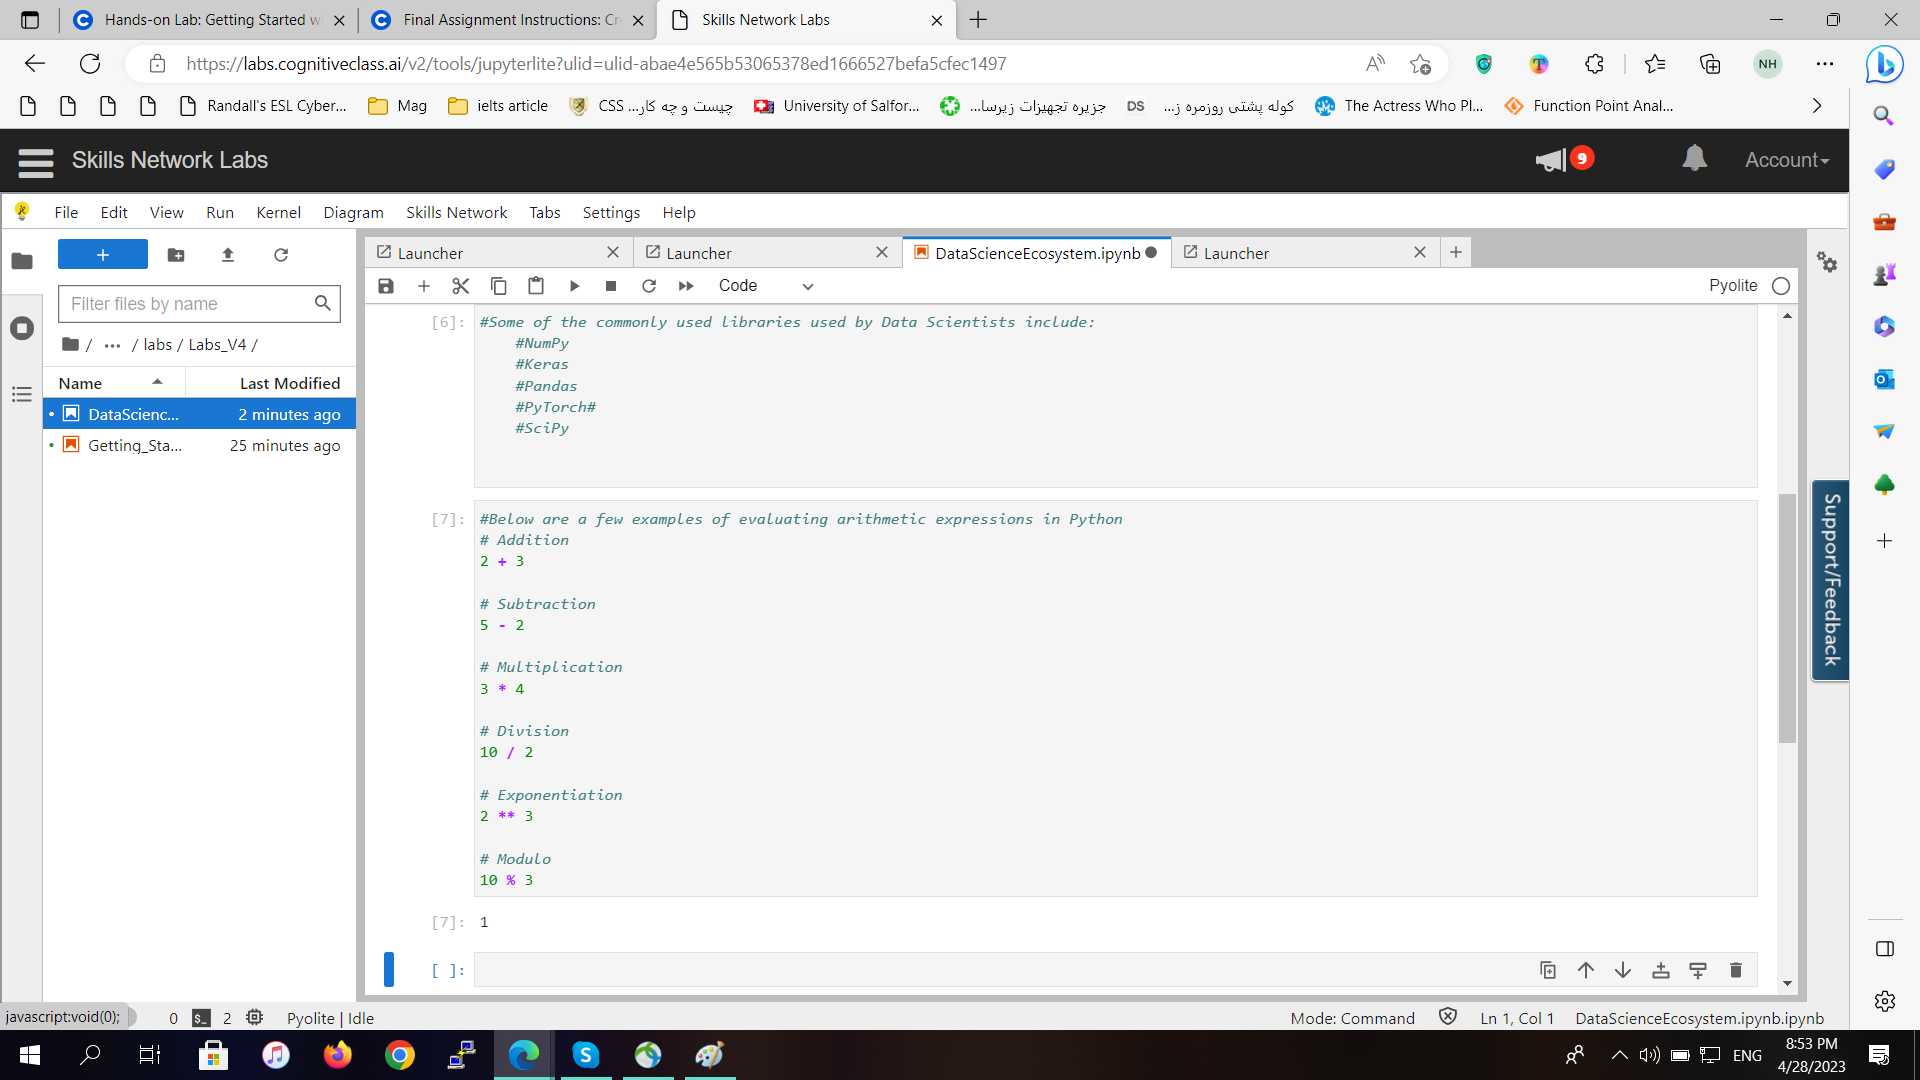 Hands-on Lab: Getting Started w
Final Assignment Instructions: Cr
Skills Network Labs
https://labs.cognitiveclass.ai/v2/tools/jupyterlite?ulid=ulid-abae4e565b53065378ed1666527befa5cfec1497
NH
Randall's ESL Cyber...
Mag
ielts article
CSS چیست و چه کار...
University of Salfor...
جزیره تجهیزات زیرسا...
DS
کوله پشتی روزمره ز...
The Actress Who Pl...
Function Point Anal...
Skills Network Labs
9
Account
File Edit View Run Kernel Diagram Skills Network Tabs Settings Help
Launcher
Launcher
DataScienceEcosystem.ipynb
Launcher
Code
Pyolite
Filter files by name
/ ... / labs / Labs_V4 /
Name Last Modified
DataScienc... 2 minutes ago
Getting_Sta... 25 minutes ago
[6]: #Some of the commonly used libraries used by Data Scientists include:
#NumPy
#Keras
#Pandas
#PyTorch#
#SciPy
[7]: #Below are a few examples of evaluating arithmetic expressions in Python
# Addition
2 + 3
# Subtraction
5 - 2
# Multiplication
3 * 4
# Division
10 / 2
# Exponentiation
2 ** 3
# Modulo
10 % 3
[7]: 1
[ ]:
Support/Feedback
javascript:void(0);
0
2
Pyolite | Idle
Mode: Command
Ln 1, Col 1
DataScienceEcosystem.ipynb.ipynb
ENG
8:53 PM
4/28/2023